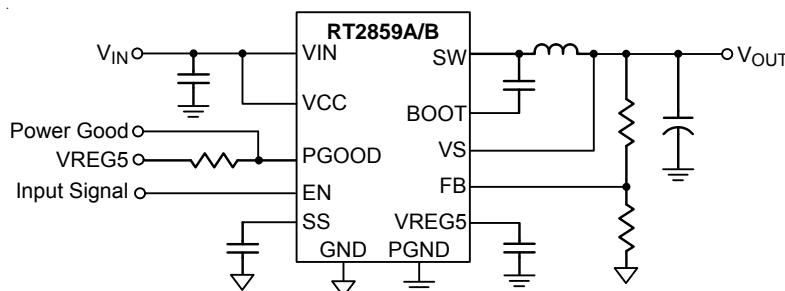 RT2859A/B
VIN VIN SW VOUT
VCC BOOT
Power Good
VREG5 PGOOD VS
Input Signal EN FB
SS VREG5
GND PGND